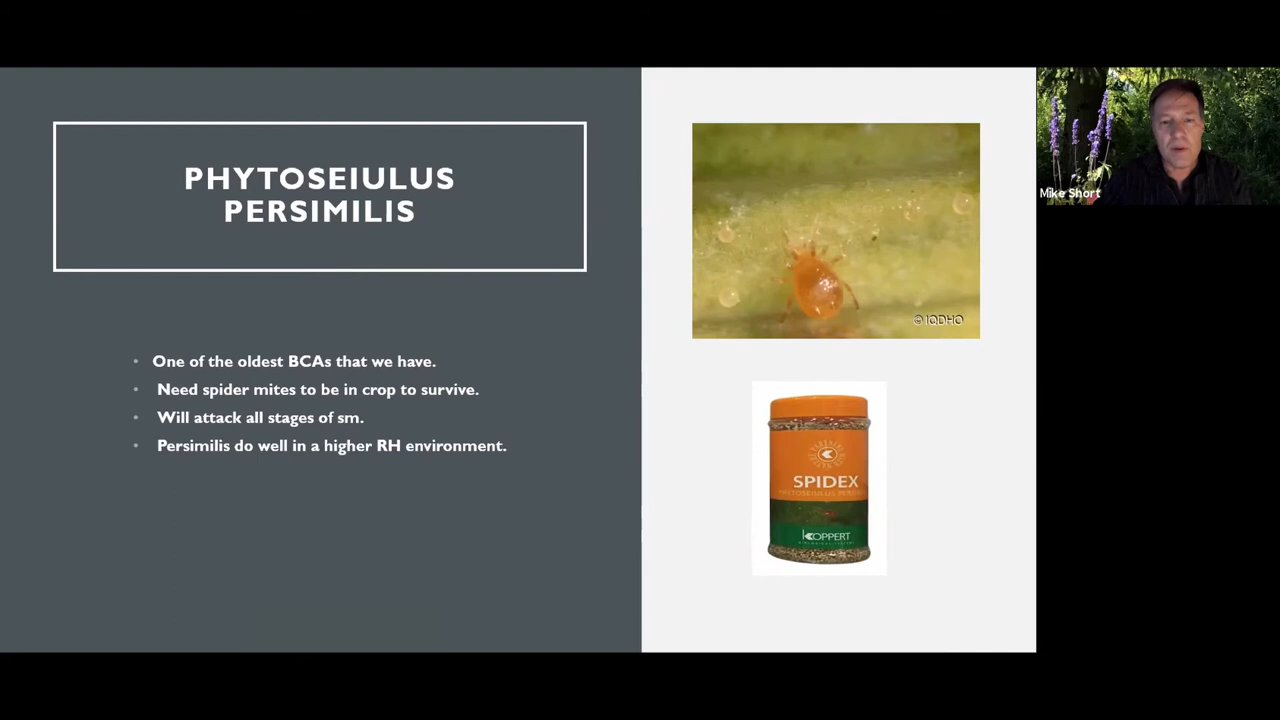 PHYTOSEIULUS
PERSIMILIS
• One of the oldest BCAs that we have.
• Need spider mites to be in crop to survive.
• Will attack all stages of sm.
• Persimilis do well in a higher RH environment.
© IQDHO
SPIDEX
KOPPERT
Mike Short